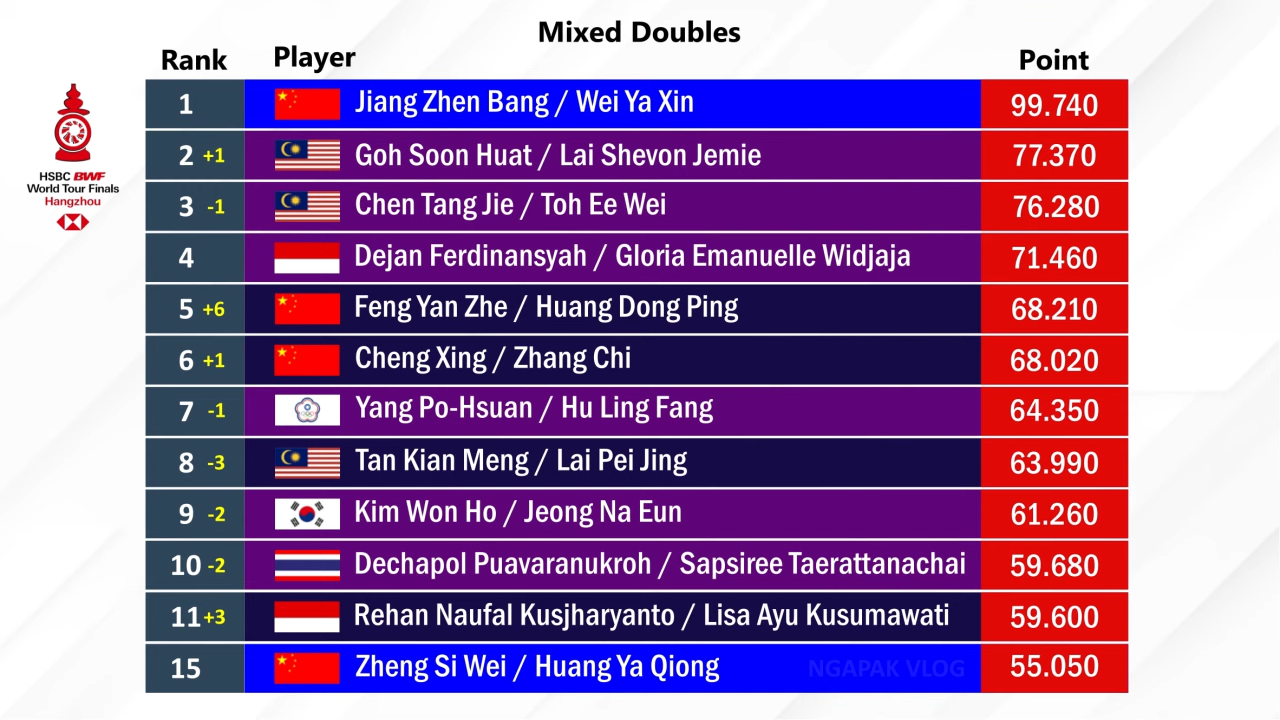 Mixed Doubles
Rank Player Point
1 Jiang Zhen Bang / Wei Ya Xin 99.740
2 +1 Goh Soon Huat / Lai Shevon Jemie 77.370
3 -1 Chen Tang Jie / Toh Ee Wei 76.280
4 Dejan Ferdinansyah / Gloria Emanuelle Widjaja 71.460
5 +6 Feng Yan Zhe / Huang Dong Ping 68.210
6 +1 Cheng Xing / Zhang Chi 68.020
7 -1 Yang Po-Hsuan / Hu Ling Fang 64.350
8 -3 Tan Kian Meng / Lai Pei Jing 63.990
9 -2 Kim Won Ho / Jeong Na Eun 61.260
10 -2 Dechapol Puavaranukroh / Sapsiree Taerattanachai 59.680
11 +3 Rehan Naufal Kusjharyanto / Lisa Ayu Kusumawati 59.600
15 Zheng Si Wei / Huang Ya Qiong NGAPAK VLOG 55.050
HSBC BWF
World Tour Finals
Hangzhou